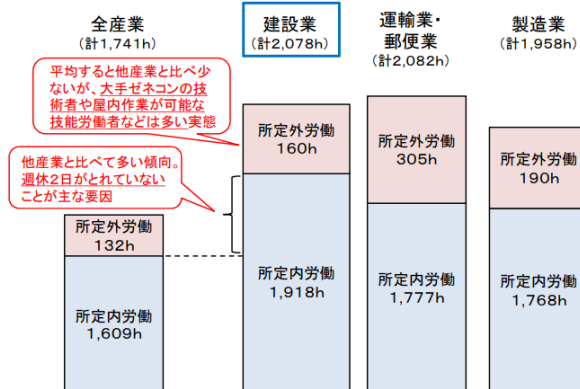 全産業
(計1,741h)
建設業
(計2,078h)
運輸業・
郵便業
(計2,082h)
製造業
(計1,958h)
平均すると他産業と比べ少
ないが、大手ゼネコンの技
術者や屋内作業が可能な
技能労働者などは多い実態
他産業と比べて多い傾向。
週休2日がとれていない
ことが主な要因
所定外労働
132h
所定内労働
1,609h
所定外労働
160h
所定内労働
1,918h
所定外労働
305h
所定内労働
1,777h
所定外労働
190h
所定内労働
1,768h